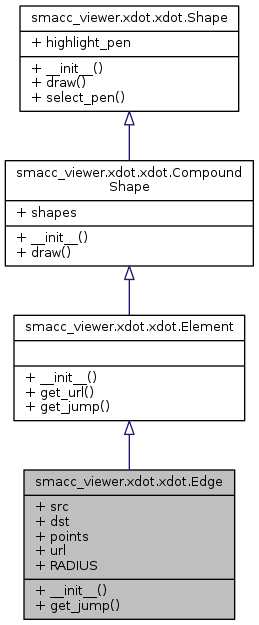 smacc_viewer.xdot.xdot.Shape
+ highlight_pen
+ __init__()
+ draw()
+ select_pen()
smacc_viewer.xdot.xdot.Compound
Shape
+ shapes
+ __init__()
+ draw()
smacc_viewer.xdot.xdot.Element
+ __init__()
+ get_url()
+ get_jump()
smacc_viewer.xdot.xdot.Edge
+ src
+ dst
+ points
+ url
+ RADIUS
+ __init__()
+ get_jump()